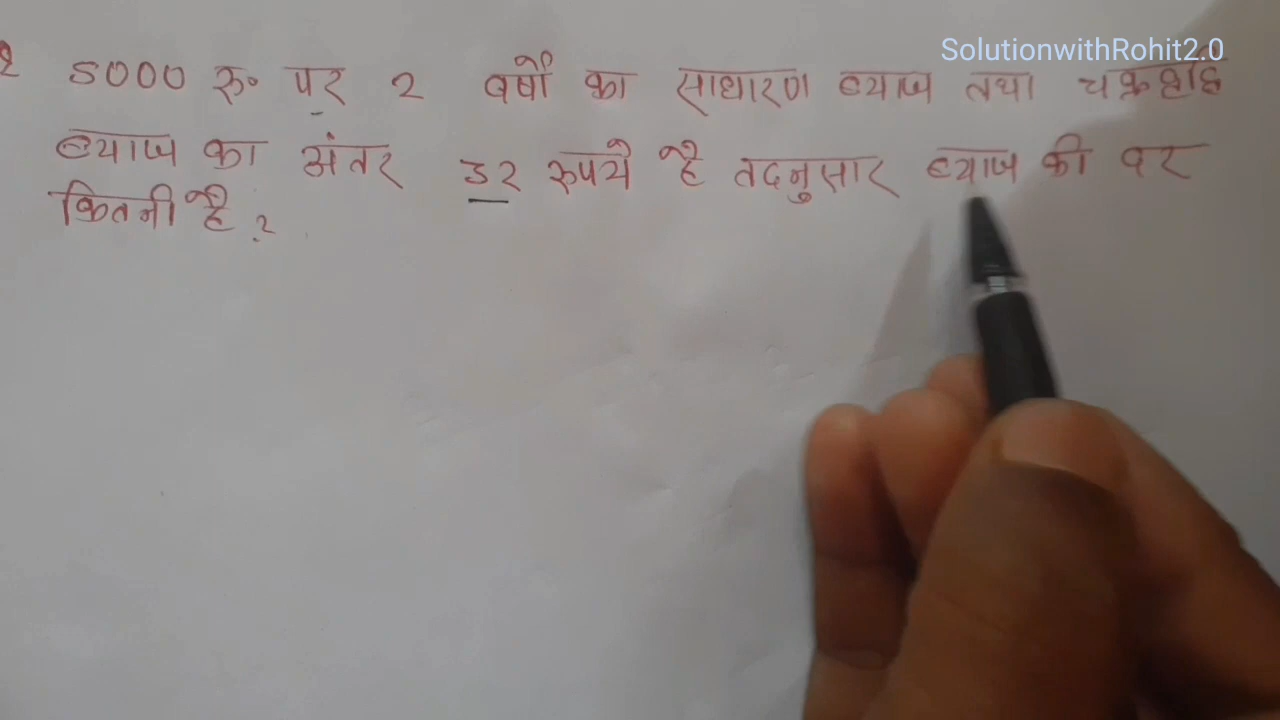 SolutionwithRohit2.0
5000 रु० पर 2 वर्षो का साधारण ब्याज तथा चक्रवृद्धि
ब्याज का अंतर 32 रुपये है तदनुसार ब्याज की दर
कितनी है ?